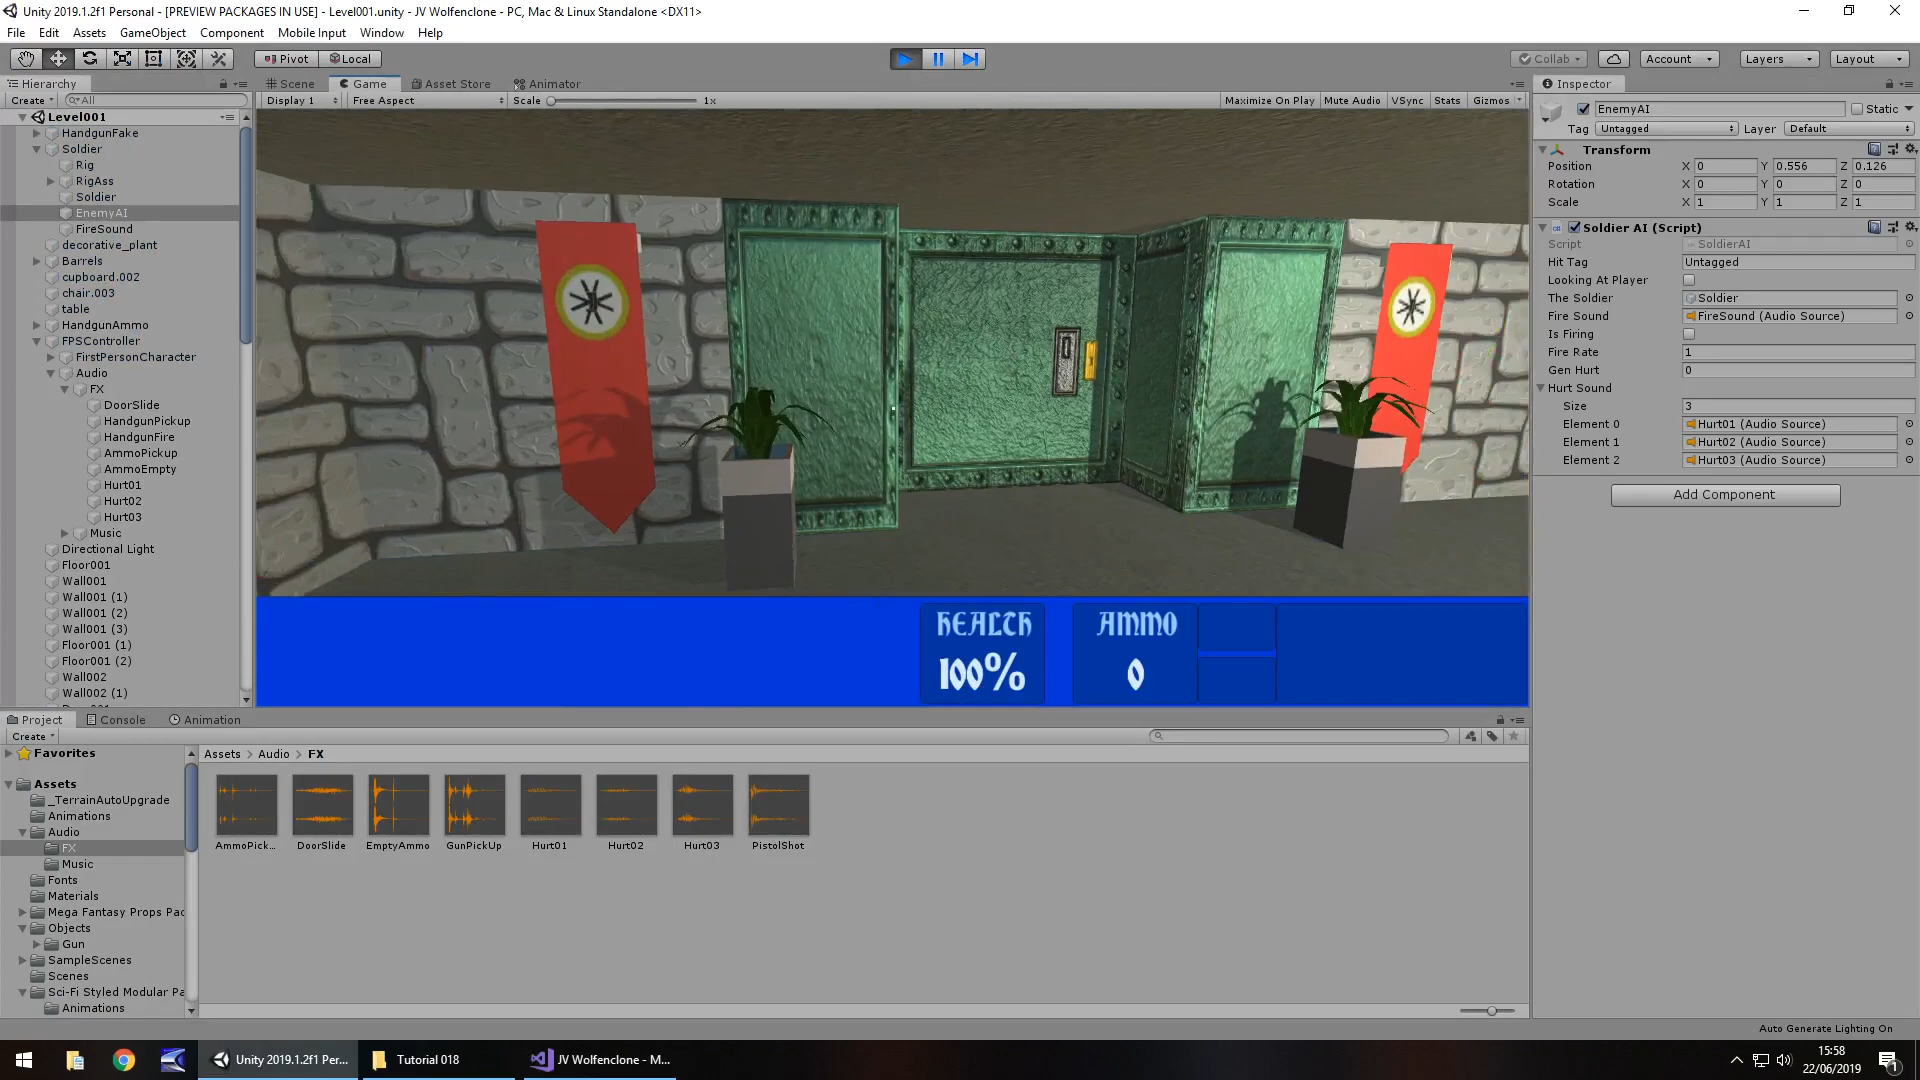 Unity 2019.1.2f1 Personal - [PREVIEW PACKAGES IN USE] - Level001.unity - JV Wolfenclone - PC, Mac & Linux Standalone <DX11>
File Edit Assets GameObject Component Mobile Input Window Help
Pivot Local Collab Account Layers Layout
Hierarchy
Create All
Level001
HandgunFake
Soldier
Rig
RigAss
Soldier
EnemyAI
FireSound
decorative_plant
Barrels
cupboard.002
chair.003
table
HandgunAmmo
FPSController
FirstPersonCharacter
Audio
FX
DoorSlide
HandgunPickup
HandgunFire
AmmoPickup
AmmoEmpty
Hurt01
Hurt02
Hurt03
Music
Directional Light
Floor001
Wall001
Wall001 (1)
Wall001 (2)
Wall001 (3)
Floor001 (1)
Floor001 (2)
Wall002
Wall002 (1)
Scene Game Asset Store Animator
Display 1 Free Aspect Scale 1x Maximize On Play Mute Audio VSync Stats Gizmos
HEALTH AMMO
100% 0
Inspector
EnemyAI Static
Tag Untagged Layer Default
Transform
Position X 0 Y 0.556 Z 0.126
Rotation X 0 Y 0 Z 0
Scale X 1 Y 1 Z 1
Soldier AI (Script)
Script SoldierAI
Hit Tag Untagged
Looking At Player
The Soldier Soldier
Fire Sound FireSound (Audio Source)
Is Firing
Fire Rate 1
Gen Hurt 0
Hurt Sound
Size 3
Element 0 Hurt01 (Audio Source)
Element 1 Hurt02 (Audio Source)
Element 2 Hurt03 (Audio Source)
Add Component
Project Console Animation
Create
Favorites
Assets
_TerrainAutoUpgrade
Animations
Audio
FX
Music
Fonts
Materials
Mega Fantasy Props Pac
Objects
Gun
SampleScenes
Scenes
Sci-Fi Styled Modular Pa
Animations
Assets > Audio > FX
AmmoPick... DoorSlide EmptyAmmo GunPickUp Hurt01 Hurt02 Hurt03 PistolShot
Auto Generate Lighting On
Unity 2019.1.2f1 Per... Tutorial 018 JV Wolfenclone - M...
15:58
22/06/2019
1